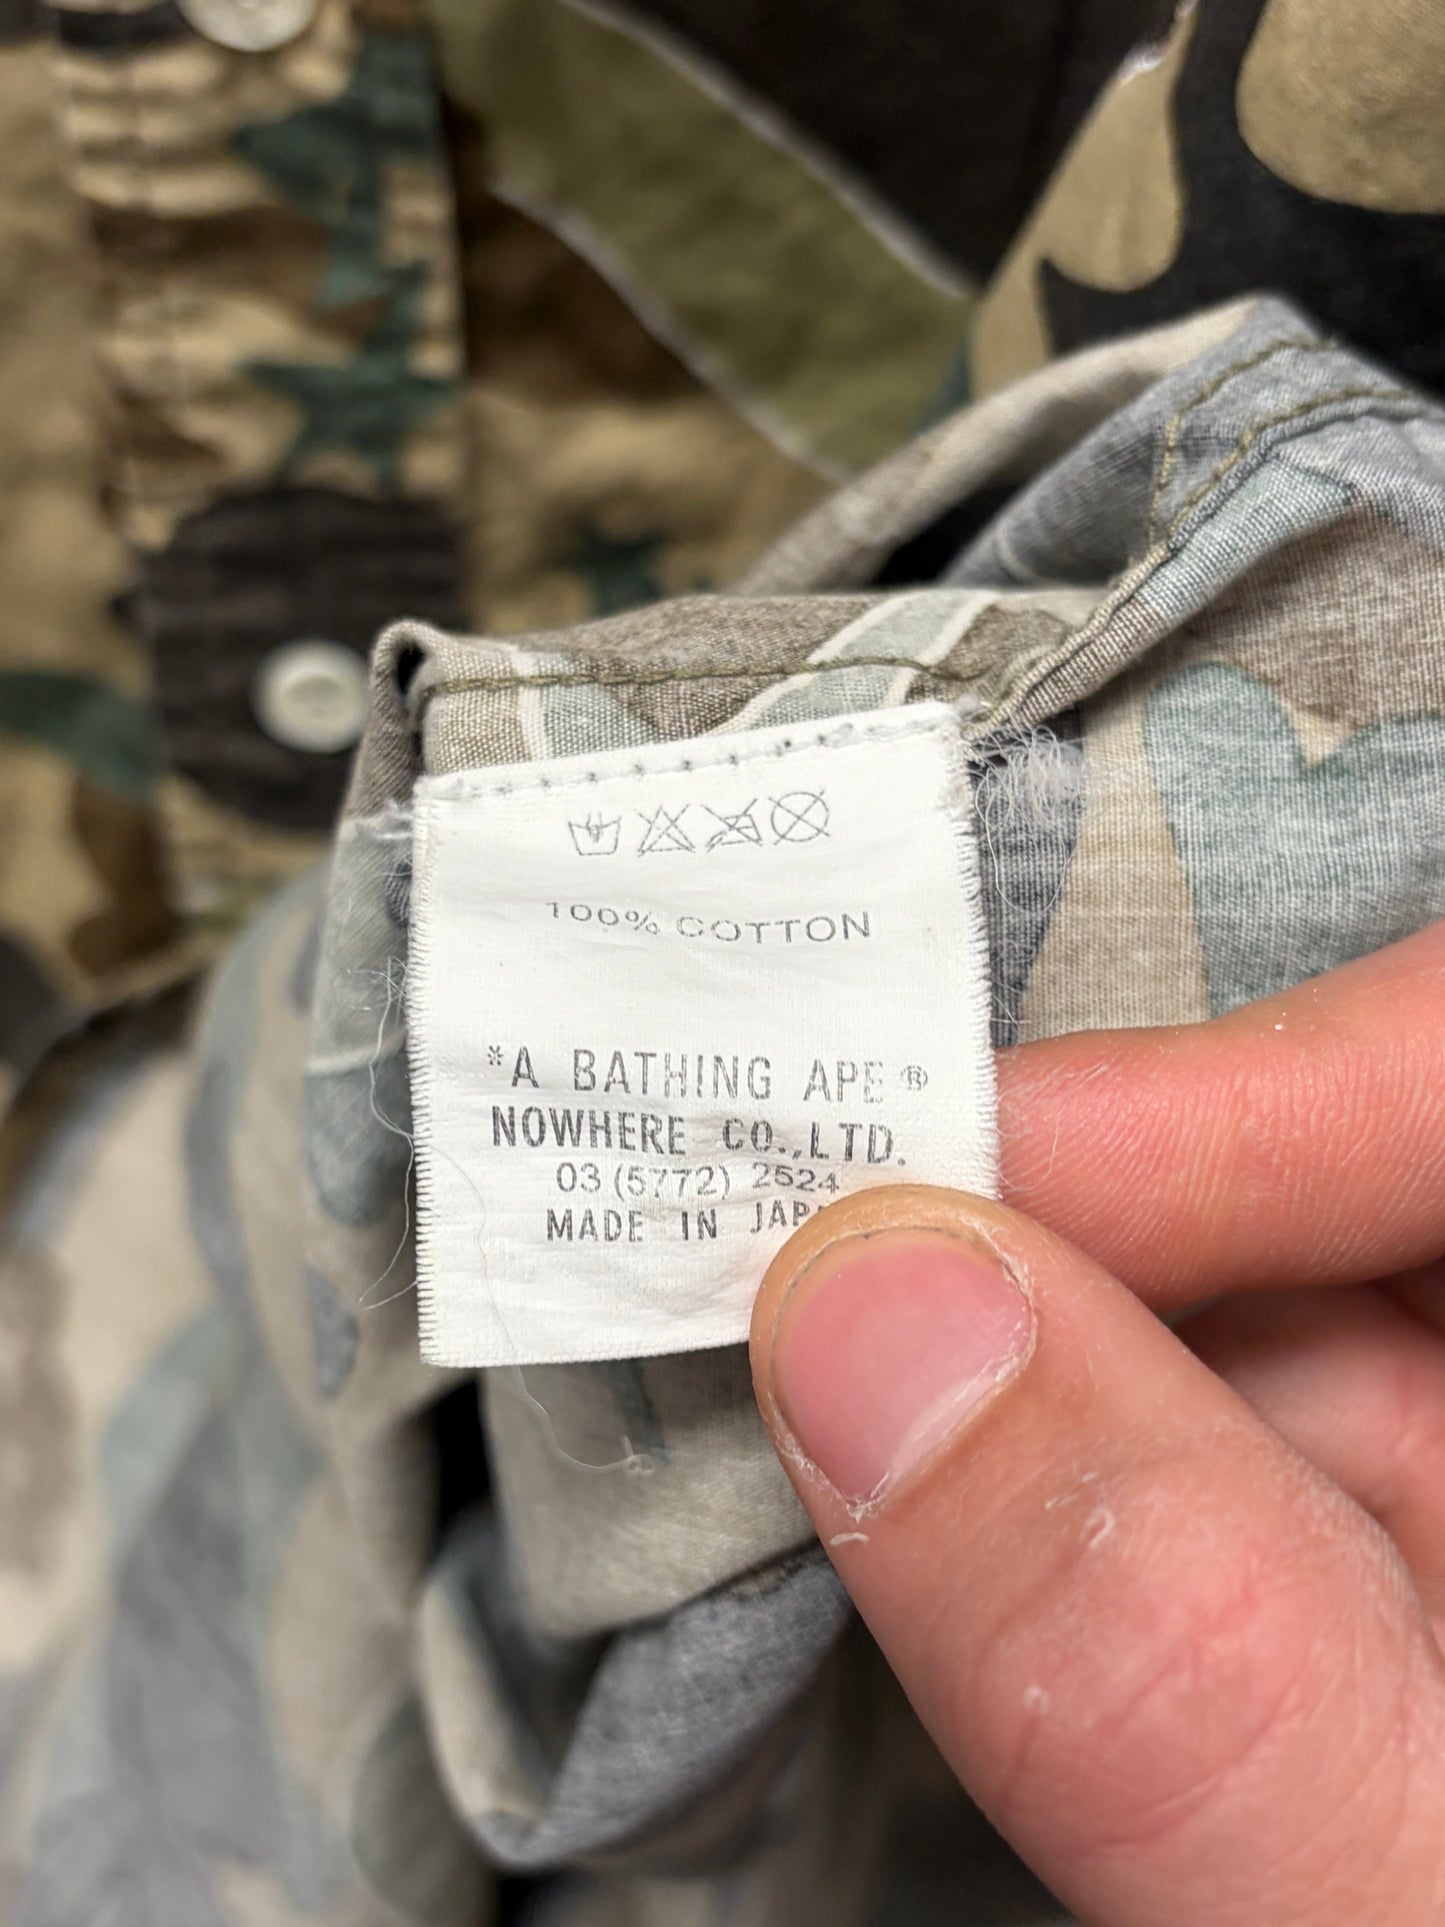 100% COTTON
*A BATHING APE®
NOWHERE CO.,LTD.
03 (5772) 2524
MADE IN